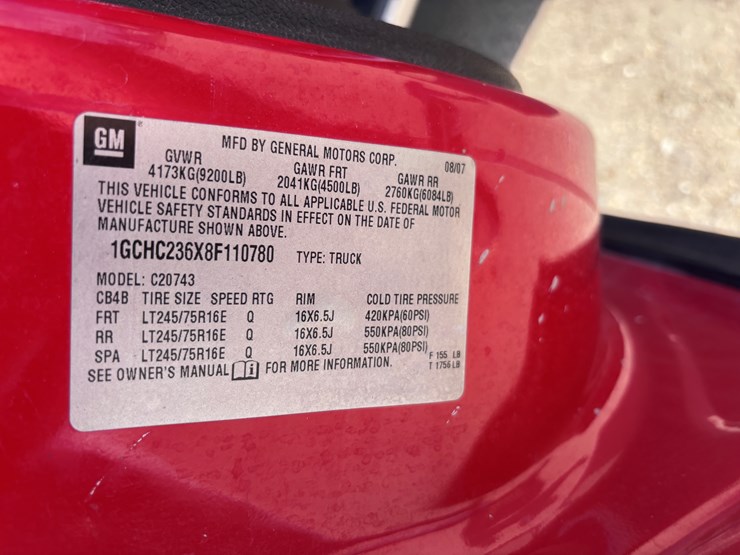 GM
MFD BY GENERAL MOTORS CORP. 08/07
GVWR GAWR FRT GAWR RR
4173KG(9200LB) 2041KG(4500LB) 2760KG(6084LB)
THIS VEHICLE CONFORMS TO ALL APPLICABLE U.S. FEDERAL MOTOR
VEHICLE SAFETY STANDARDS IN EFFECT ON THE DATE OF
MANUFACTURE SHOWN ABOVE.
1GCHC236X8F110780 TYPE: TRUCK
MODEL: C20743
CB4B TIRE SIZE SPEED RTG RIM COLD TIRE PRESSURE
FRT LT245/75R16E Q 16X6.5J 420KPA(60PSI)
RR LT245/75R16E Q 16X6.5J 550KPA(80PSI)
SPA LT245/75R16E Q 16X6.5J 550KPA(80PSI)
F 155 LB
T 1756 LB
SEE OWNER'S MANUAL i FOR MORE INFORMATION.